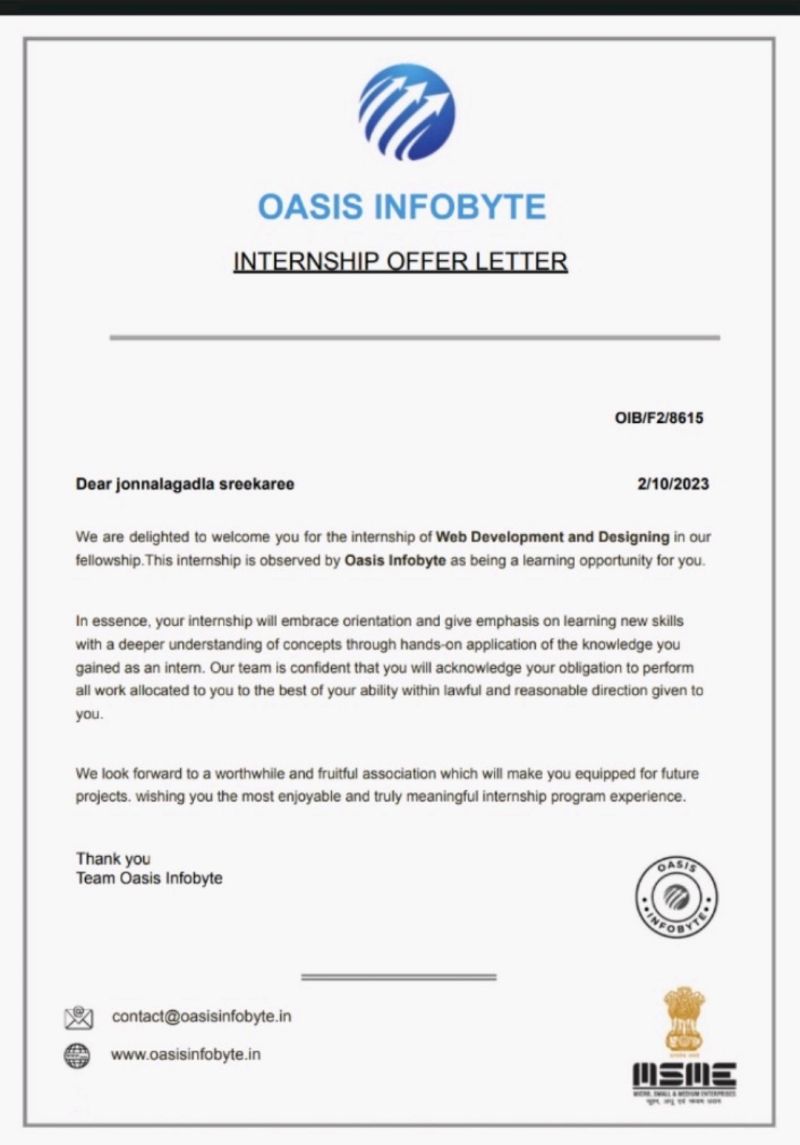 OASIS INFOBYTE
INTERNSHIP OFFER LETTER
OIB/F2/8615
Dear jonnalagadla sreekaree 2/10/2023
We are delighted to welcome you for the internship of Web Development and Designing in our
fellowship.This internship is observed by Oasis Infobyte as being a learning opportunity for you.
In essence, your internship will embrace orientation and give emphasis on learning new skills
with a deeper understanding of concepts through hands-on application of the knowledge you
gained as an intern. Our team is confident that you will acknowledge your obligation to perform
all work allocated to you to the best of your ability within lawful and reasonable direction given to
you.
We look forward to a worthwhile and fruitful association which will make you equipped for future
projects. wishing you the most enjoyable and truly meaningful internship program experience.
Thank you
Team Oasis Infobyte
OASIS
INFOBYTE
contact@oasisinfobyte.in
www.oasisinfobyte.in
MSME
MICRO, SMALL & MEDIUM ENTERPRISES
सूक्ष्म, लघु एवं मध्यम उद्यम